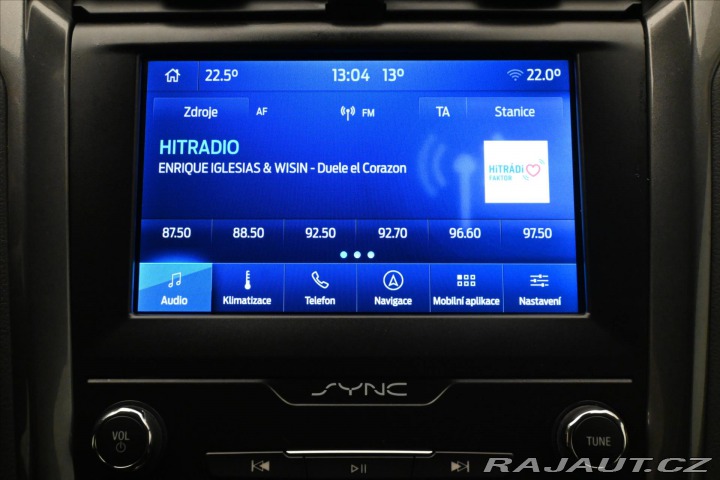 22.5° 13:04 13° 22.0°
Zdroje AF FM TA Stanice
HITRADIO
ENRIQUE IGLESIAS & WISIN - Duele el Corazon
HiTRÁDiO
FAKTOR
87.50 88.50 92.50 92.70 96.60 97.50
Audio Klimatizace Telefon Navigace Mobilní aplikace Nastavení
SYNC
VOL
TUNE
RAJAUT.CZ